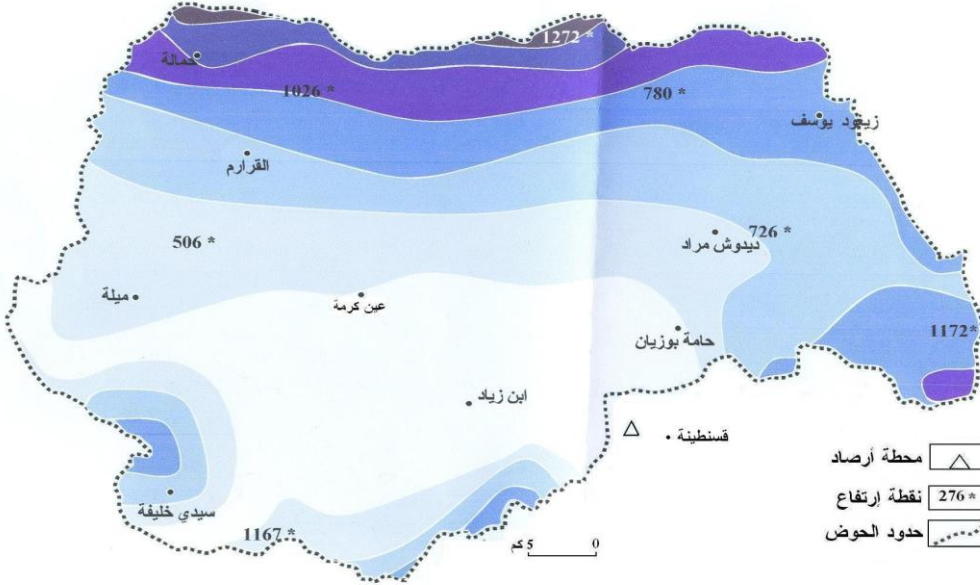 1272 *
حمالة
1026 *
780 *
زيغود يوسف
القرارم
506 *
726 *
ديدوش مراد
ميلة
عين كرمة
1172 *
حامة بوزيان
ابن زياد
قسنطينة
محطة أرصاد
سيدي خليفة
نقطة إرتفاع
276 *
1167 *
حدود الحوض
0
5 كم